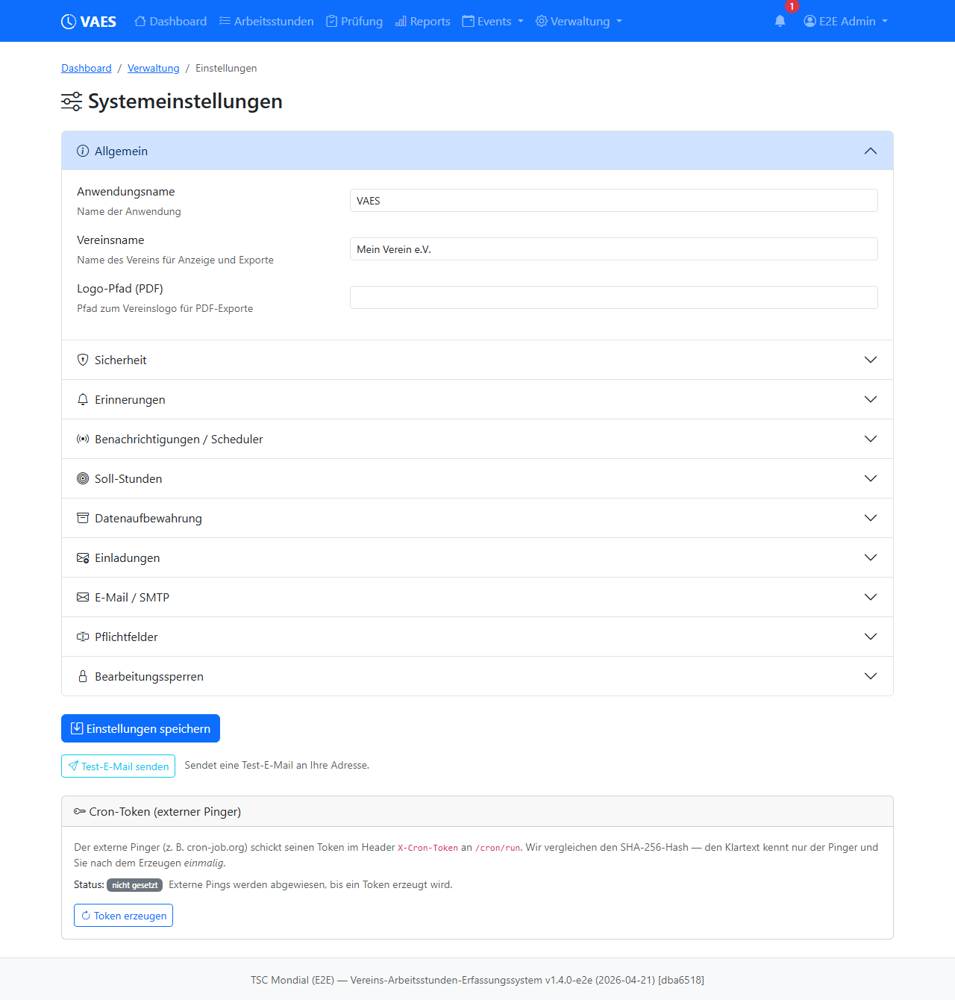 VAES Dashboard Arbeitsstunden Prüfung Reports Events Verwaltung 1 E2E Admin
Dashboard / Verwaltung / Einstellungen
Systemeinstellungen
Allgemein
Anwendungsname
VAES
Name der Anwendung
Vereinsname
Mein Verein e.V.
Name des Vereins für Anzeige und Exporte
Logo-Pfad (PDF)
Pfad zum Vereinslogo für PDF-Exporte
Sicherheit
Erinnerungen
Benachrichtigungen / Scheduler
Soll-Stunden
Datenaufbewahrung
Einladungen
E-Mail / SMTP
Pflichtfelder
Bearbeitungssperren
Einstellungen speichern
Test-E-Mail senden Sendet eine Test-E-Mail an Ihre Adresse.
Cron-Token (externer Pinger)
Der externe Pinger (z. B. cron-job.org) schickt seinen Token im Header X-Cron-Token an /cron/run. Wir vergleichen den SHA-256-Hash — den Klartext kennt nur der Pinger und
Sie nach dem Erzeugen einmalig.
Status: nicht gesetzt Externe Pings werden abgewiesen, bis ein Token erzeugt wird.
Token erzeugen
TSC Mondial (E2E) — Vereins-Arbeitsstunden-Erfassungssystem v1.4.0-e2e (2026-04-21) [dba6518]